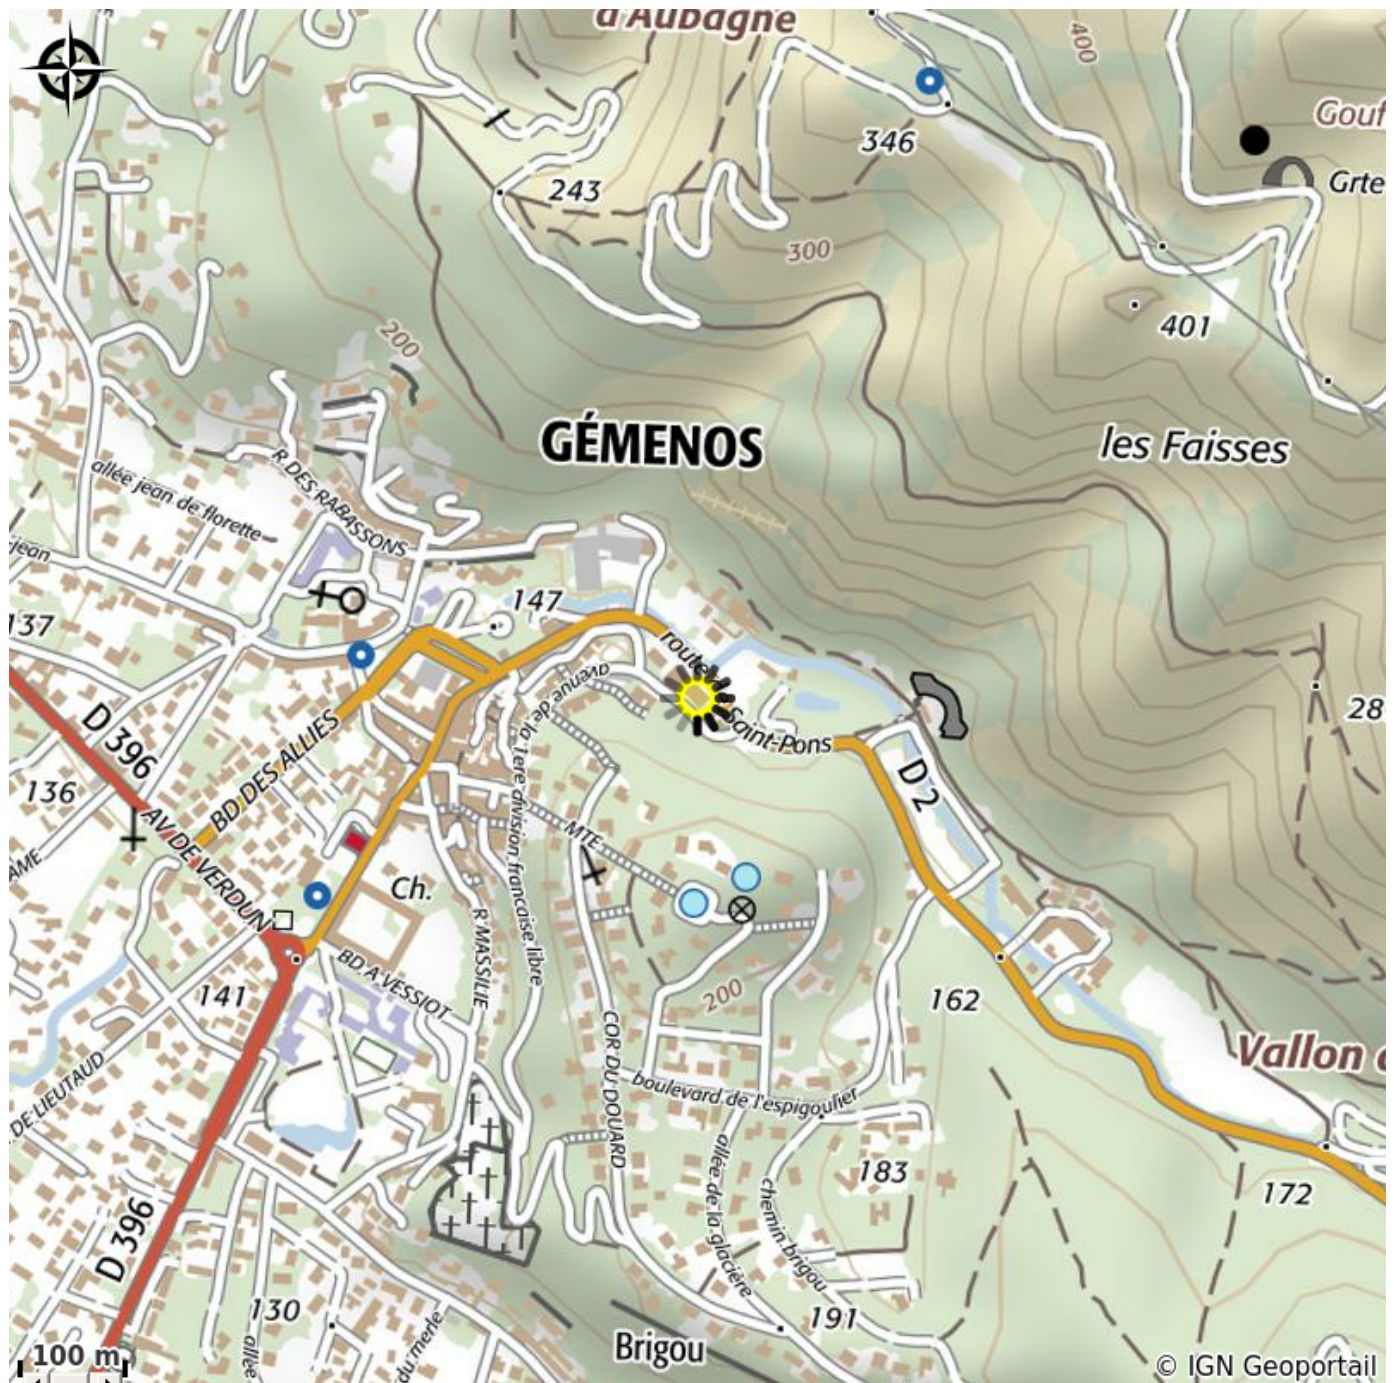 d'Aubagne
400
Gouf
346
Grte
243
300
401
200
GÉMENOS
les Faisses
R DES RABASSONS
allée jean de florette
-jean
147
137
route
Saint-Pons
avenue de la 1ère division francaise libre
28
D 396
BD DES ALLIES
D 2
136
AV DE VERDUN
MTE
AME
Ch.
R MASSILIE
BD A VESSIOT
141
200
162
COR DU DOUARD
Vallon
DE LIEUTAUD
boulevard de l'espigoulier
183
172
allée de la glacière
chemin brigou
D 396
130
191
allée
du merle
Brigou
100 m
© IGN Geoportail